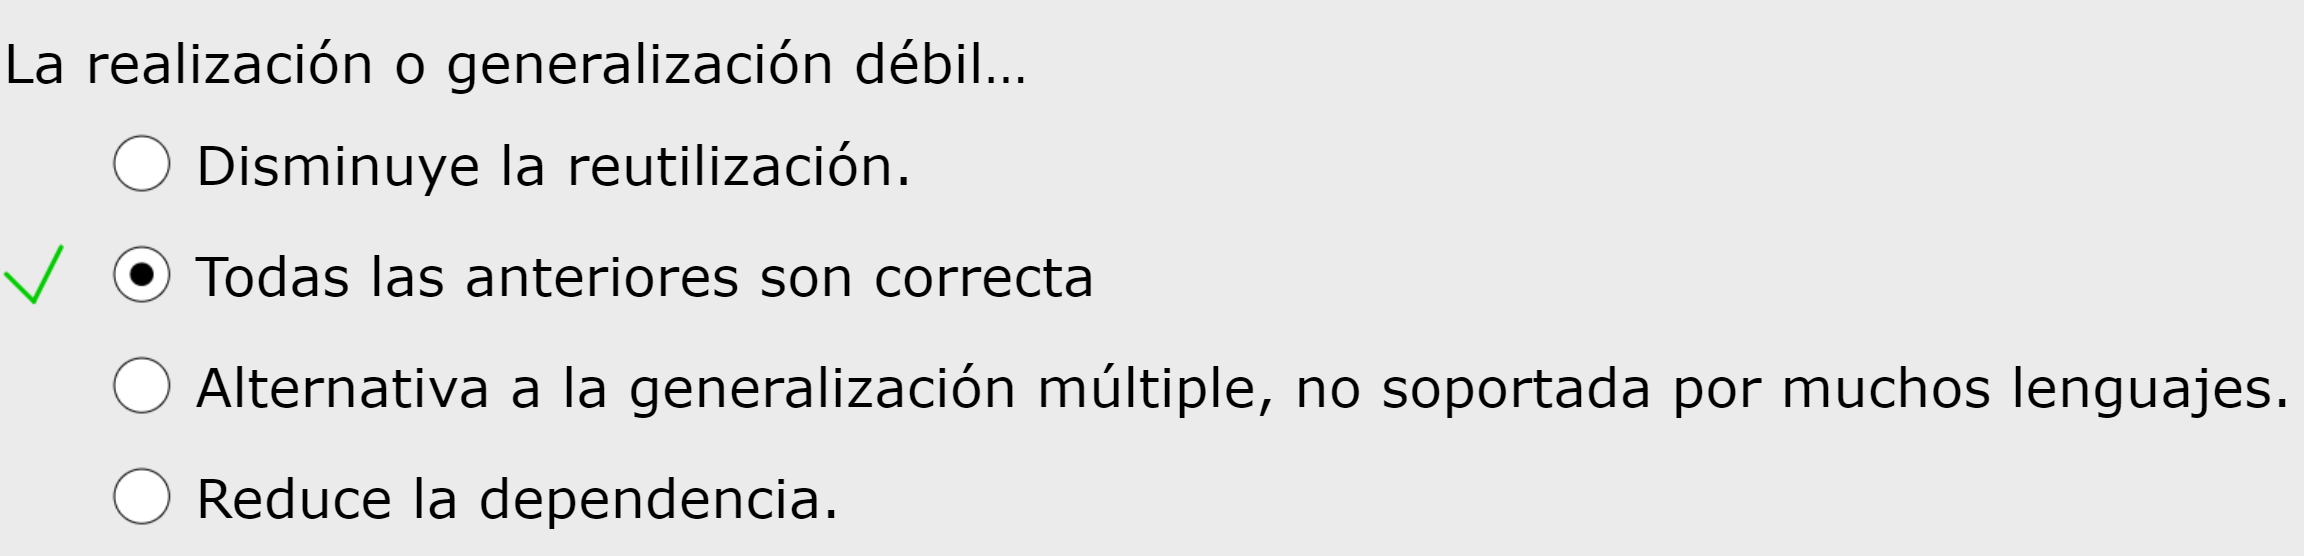 La realización o generalización débil...
Disminuye la reutilización.
Todas las anteriores son correcta
Alternativa a la generalización múltiple, no soportada por muchos lenguajes.
Reduce la dependencia.